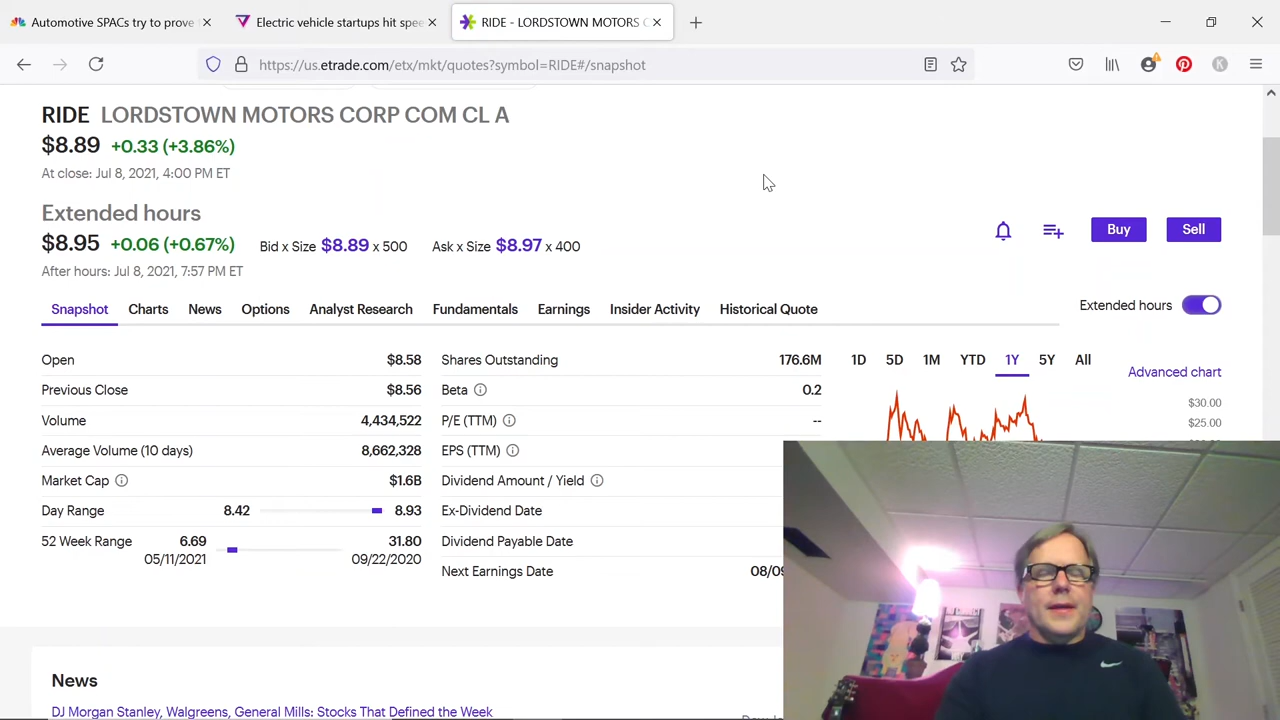 Automotive SPACs try to prove
Electric vehicle startups hit spee
RIDE - LORDSTOWN MOTORS C
https://us.etrade.com/etx/mkt/quotes?symbol=RIDE#/snapshot
RIDE LORDSTOWN MOTORS CORP COM CL A
$8.89 +0.33 (+3.86%)
At close: Jul 8, 2021, 4:00 PM ET
Extended hours
$8.95 +0.06 (+0.67%) Bid x Size $8.89 x 500 Ask x Size $8.97 x 400
After hours: Jul 8, 2021, 7:57 PM ET
Buy Sell
Snapshot Charts News Options Analyst Research Fundamentals Earnings Insider Activity Historical Quote
Extended hours
Open $8.58
Previous Close $8.56
Volume 4,434,522
Average Volume (10 days) 8,662,328
Market Cap $1.6B
Day Range 8.42 8.93
52 Week Range 6.69 31.80
05/11/2021 09/22/2020
Shares Outstanding 176.6M
Beta 0.2
P/E (TTM) --
EPS (TTM)
Dividend Amount / Yield
Ex-Dividend Date
Dividend Payable Date
Next Earnings Date 08/09
1D 5D 1M YTD 1Y 5Y All
Advanced chart
$30.00
$25.00
News
DJ Morgan Stanley, Walgreens, General Mills: Stocks That Defined the Week